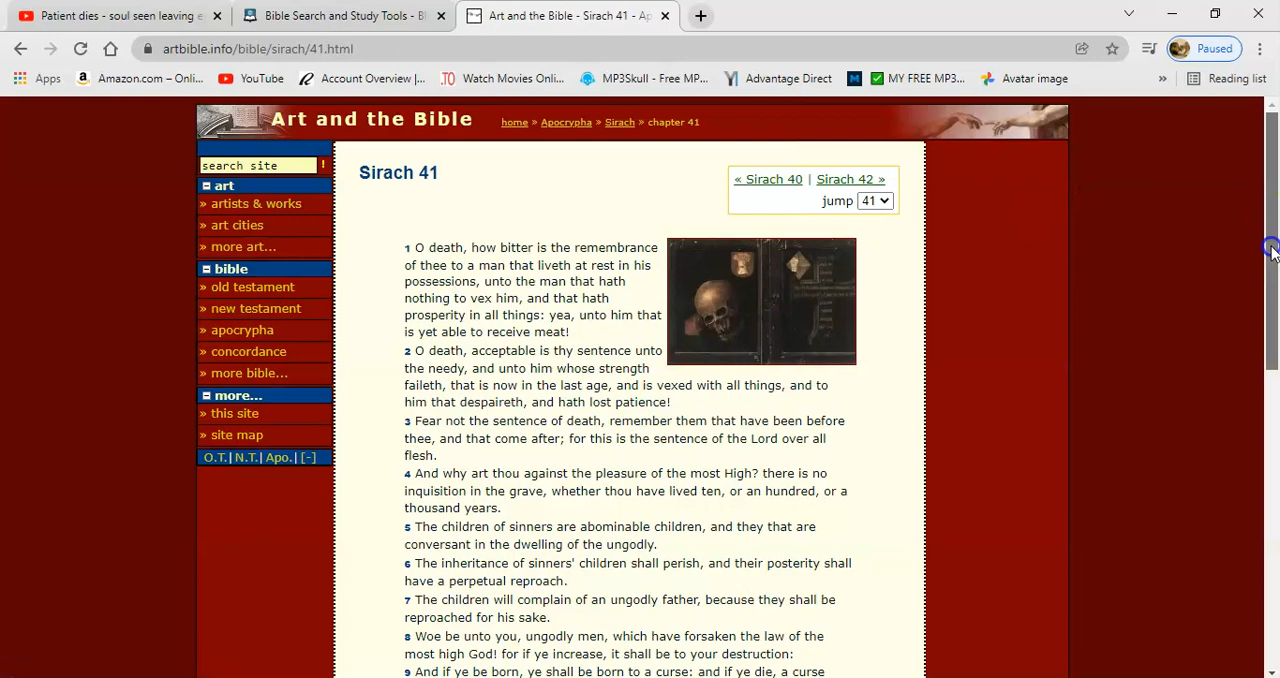 Patient dies - soul seen leaving e
Bible Search and Study Tools - Bl
Art and the Bible - Sirach 41 - Ap
artbible.info/bible/sirach/41.html
Paused
Apps
Amazon.com – Onli...
YouTube
Account Overview |...
Watch Movies Onl...
MP3Skull - Free MP...
Advantage Direct
MY FREE MP3...
Avatar image
»
Reading list
Art and the Bible
home » Apocrypha » Sirach » chapter 41
search site !
art
» artists & works
» art cities
» more art...
bible
» old testament
» new testament
» apocrypha
» concordance
» more bible...
more...
» this site
» site map
O.T.| N.T.| Apo.| [-]
Sirach 41
« Sirach 40 | Sirach 42 »
jump 41
1 O death, how bitter is the remembrance
of thee to a man that liveth at rest in his
possessions, unto the man that hath
nothing to vex him, and that hath
prosperity in all things: yea, unto him that
is yet able to receive meat!
2 O death, acceptable is thy sentence unto
the needy, and unto him whose strength
faileth, that is now in the last age, and is vexed with all things, and to
him that despaireth, and hath lost patience!
3 Fear not the sentence of death, remember them that have been before
thee, and that come after; for this is the sentence of the Lord over all
flesh.
4 And why art thou against the pleasure of the most High? there is no
inquisition in the grave, whether thou have lived ten, or an hundred, or a
thousand years.
5 The children of sinners are abominable children, and they that are
conversant in the dwelling of the ungodly.
6 The inheritance of sinners' children shall perish, and their posterity shall
have a perpetual reproach.
7 The children will complain of an ungodly father, because they shall be
reproached for his sake.
8 Woe be unto you, ungodly men, which have forsaken the law of the
most high God! for if ye increase, it shall be to your destruction:
9 And if ye be born, ye shall be born to a curse: and if ye die, a curse